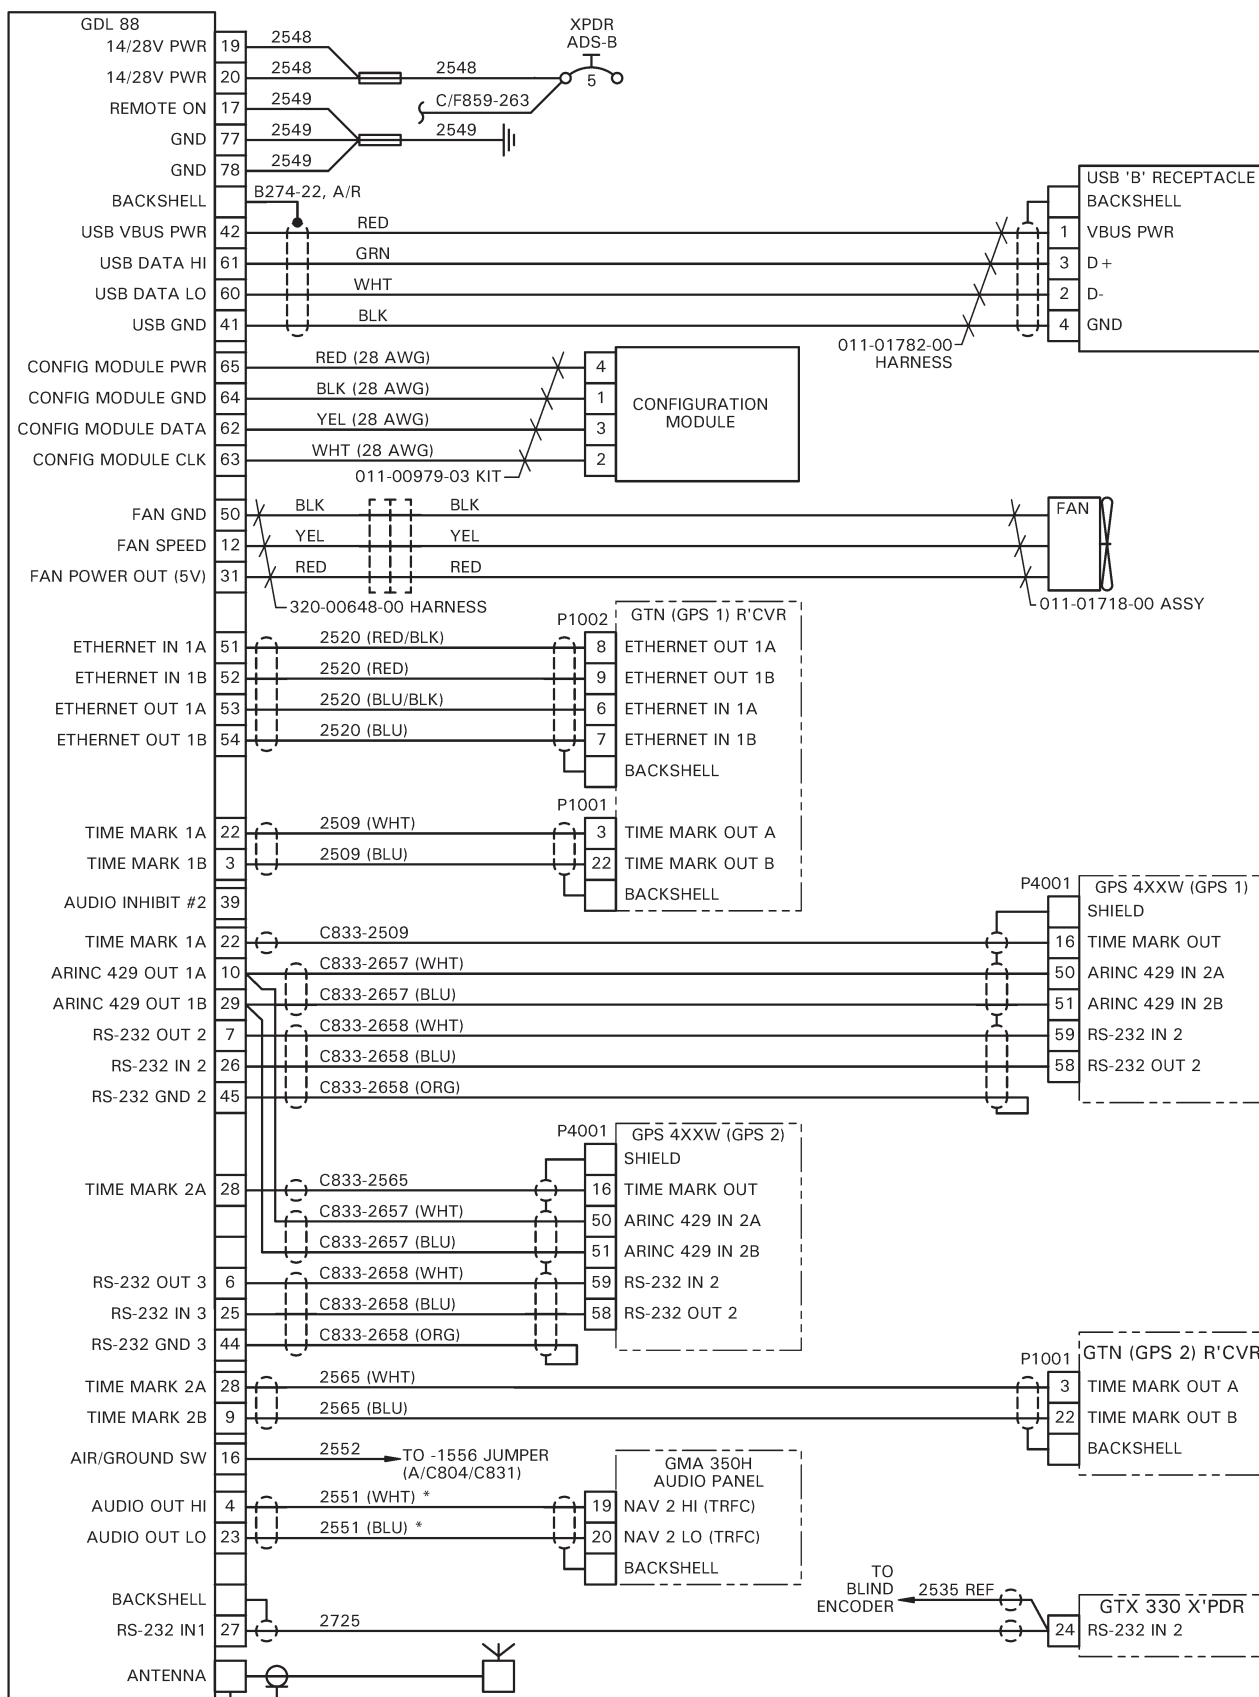 GDL 88
XPDR
ADS-B
14/28V PWR 19 2548
14/28V PWR 20 2548 2548 5
REMOTE ON 17 2549 C/F859-263
GND 77 2549 2549
GND 78 2549
BACKSHELL B274-22, A/R
USB 'B' RECEPTACLE
BACKSHELL
USB VBUS PWR 42 RED 1 VBUS PWR
USB DATA HI 61 GRN 3 D+
USB DATA LO 60 WHT 2 D-
USB GND 41 BLK 4 GND
011-01782-00
HARNESS
CONFIG MODULE PWR 65 RED (28 AWG) 4
CONFIG MODULE GND 64 BLK (28 AWG) 1
CONFIG MODULE DATA 62 YEL (28 AWG) 3
CONFIG MODULE CLK 63 WHT (28 AWG) 2
CONFIGURATION
MODULE
011-00979-03 KIT
FAN GND 50 BLK BLK FAN
FAN SPEED 12 YEL YEL
FAN POWER OUT (5V) 31 RED RED
320-00648-00 HARNESS
011-01718-00 ASSY
P1002 GTN (GPS 1) R'CVR
ETHERNET IN 1A 51 2520 (RED/BLK) 8 ETHERNET OUT 1A
ETHERNET IN 1B 52 2520 (RED) 9 ETHERNET OUT 1B
ETHERNET OUT 1A 53 2520 (BLU/BLK) 6 ETHERNET IN 1A
ETHERNET OUT 1B 54 2520 (BLU) 7 ETHERNET IN 1B
BACKSHELL
P1001
TIME MARK 1A 22 2509 (WHT) 3 TIME MARK OUT A
TIME MARK 1B 3 2509 (BLU) 22 TIME MARK OUT B
BACKSHELL
AUDIO INHIBIT #2 39
P4001 GPS 4XXW (GPS 1)
SHIELD
TIME MARK 1A 22 C833-2509 16 TIME MARK OUT
ARINC 429 OUT 1A 10 C833-2657 (WHT) 50 ARINC 429 IN 2A
ARINC 429 OUT 1B 29 C833-2657 (BLU) 51 ARINC 429 IN 2B
RS-232 OUT 2 7 C833-2658 (WHT) 59 RS-232 IN 2
RS-232 IN 2 26 C833-2658 (BLU) 58 RS-232 OUT 2
RS-232 GND 2 45 C833-2658 (ORG)
P4001 GPS 4XXW (GPS 2)
SHIELD
TIME MARK 2A 28 C833-2565 16 TIME MARK OUT
C833-2657 (WHT) 50 ARINC 429 IN 2A
C833-2657 (BLU) 51 ARINC 429 IN 2B
RS-232 OUT 3 6 C833-2658 (WHT) 59 RS-232 IN 2
RS-232 IN 3 25 C833-2658 (BLU) 58 RS-232 OUT 2
RS-232 GND 3 44 C833-2658 (ORG)
P1001 GTN (GPS 2) R'CVR
TIME MARK 2A 28 2565 (WHT) 3 TIME MARK OUT A
TIME MARK 2B 9 2565 (BLU) 22 TIME MARK OUT B
BACKSHELL
AIR/GROUND SW 16 2552 TO -1556 JUMPER
(A/C804/C831)
GMA 350H
AUDIO PANEL
AUDIO OUT HI 4 2551 (WHT) * 19 NAV 2 HI (TRFC)
AUDIO OUT LO 23 2551 (BLU) * 20 NAV 2 LO (TRFC)
BACKSHELL
TO
BLIND
ENCODER
2535 REF
BACKSHELL
GTX 330 X'PDR
RS-232 IN1 27 2725 24 RS-232 IN 2
ANTENNA